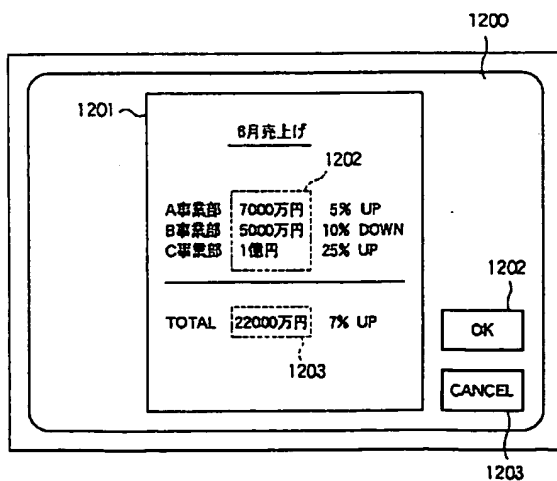 1200
1201
6月売上げ
1202
A事業部 7000万円 5% UP
B事業部 5000万円 10% DOWN
C事業部 1億円 25% UP
1202
TOTAL 22000万円 7% UP
OK
1203
CANCEL
1203